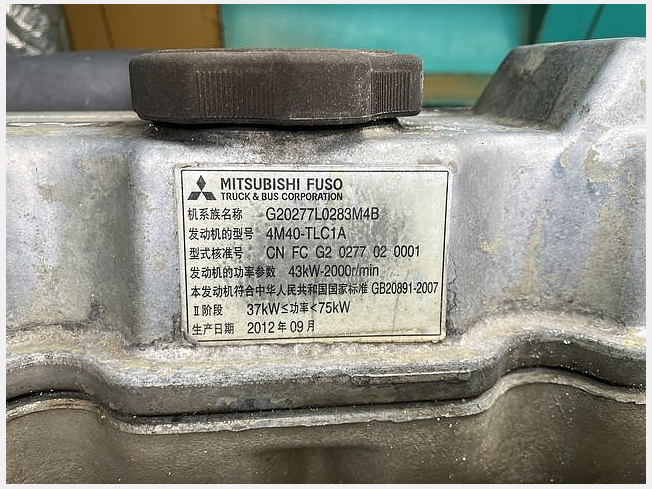 MITSUBISHI FUSO
TRUCK & BUS CORPORATION
机系族名称 G20277L0283M4B
发动机的型号 4M40-TLC1A
型式核准号 CN FC G2 0277 02 0001
发动机的功率参数 43kW-2000r/min
本发动机符合中华人民共和国国家标准 GB20891-2007
II阶段 37kW≤功率<75kW
生产日期 2012年09月